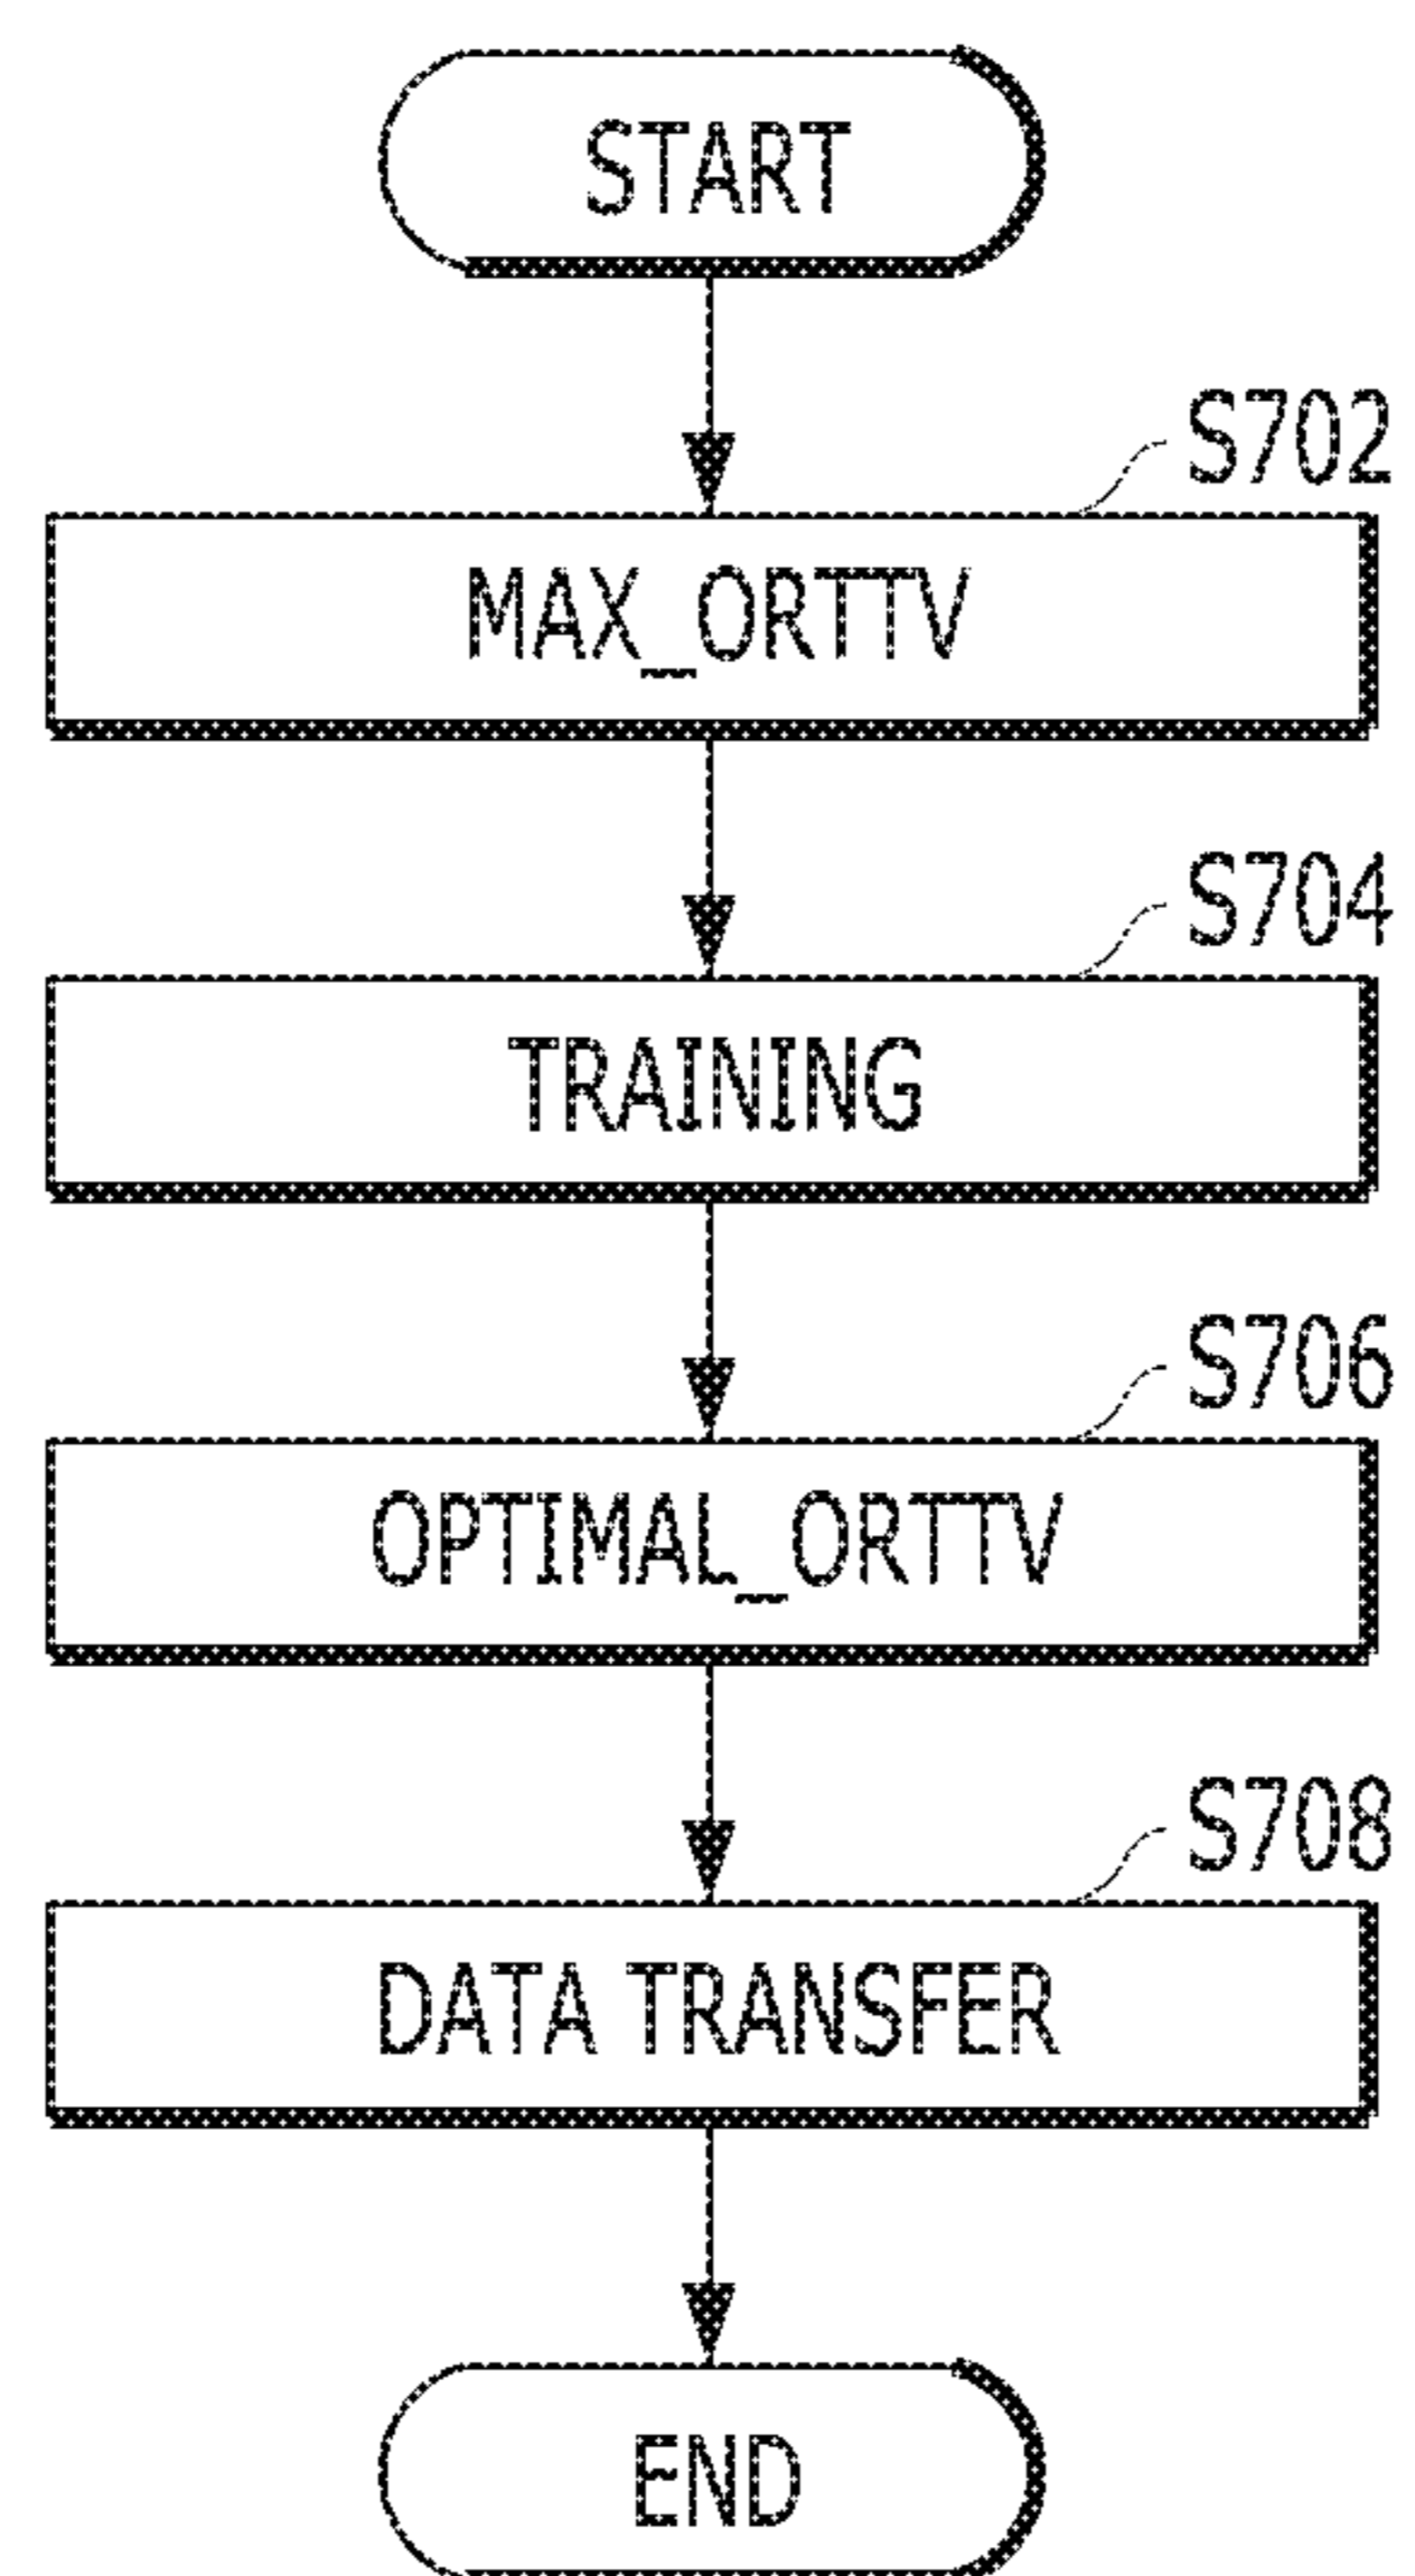 START
S702
MAX_ORTTV
S704
TRAINING
S706
OPTIMAL_ORTTV
S708
DATA TRANSFER
END